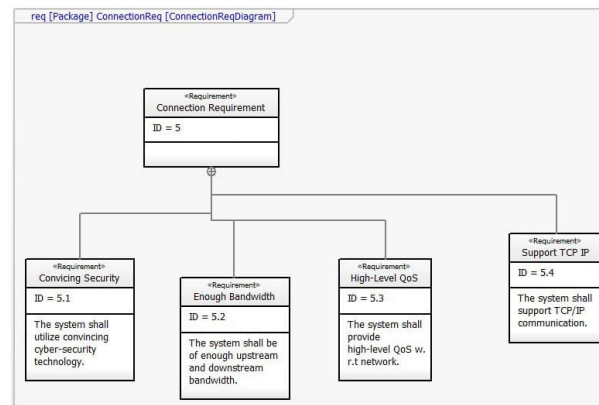 req [Package] ConnectionReq [ConnectionReqDiagram]
«Requirement»
Connection Requirement
ID = 5
«Requirement»
Convicing Security
ID = 5.1
The system shall
utilize convincing
cyber-security
technology.
«Requirement»
Enough Bandwidth
ID = 5.2
The system shall be
of enough upstream
and downstream
bandwidth.
«Requirement»
High-Level QoS
ID = 5.3
The system shall
provide
high-level QoS w.
r.t network.
«Requirement»
Support TCP IP
ID = 5.4
The system shall
support TCP/IP
communication.